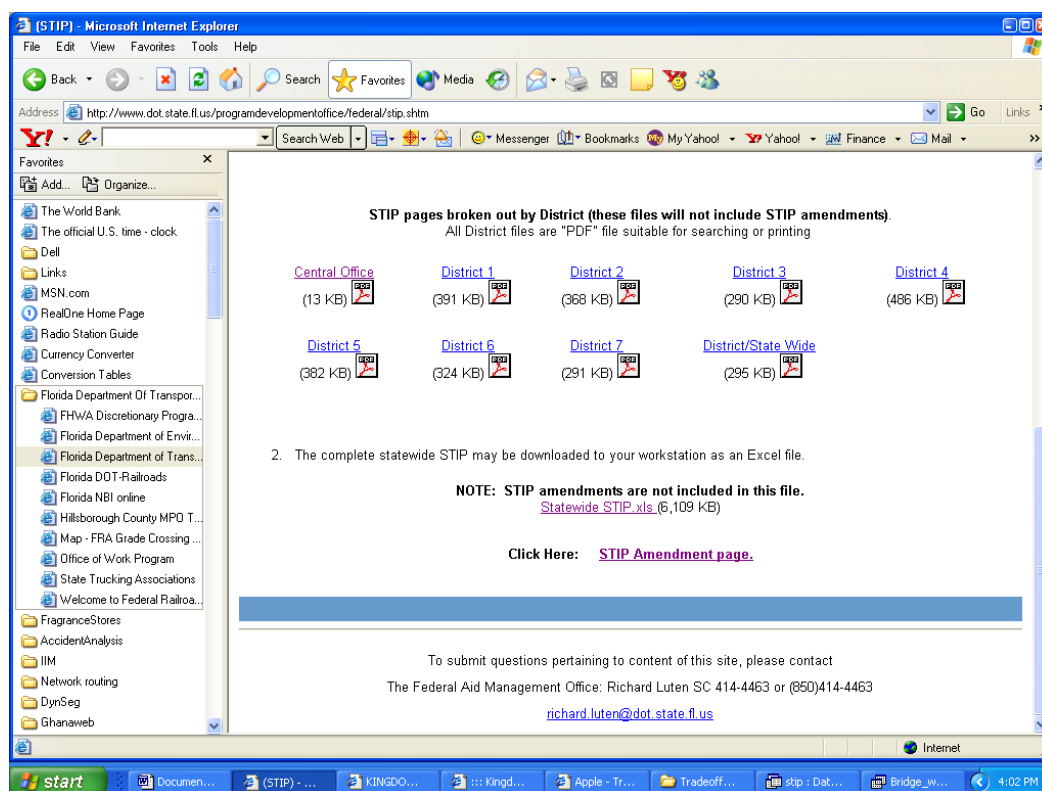 (STIP) - Microsoft Internet Explorer
File Edit View Favorites Tools Help
Back Search Favorites Media
Address http://www.dot.state.fl.us/programdevelopmentoffice/federal/stip.shtm Go Links
Y! Search Web Messenger Bookmarks My Yahoo! Yahoo! Finance Mail
Favorites
Add... Organize...
The World Bank
The official U.S. time - clock
Dell
Links
MSN.com
RealOne Home Page
Radio Station Guide
Currency Converter
Conversion Tables
Florida Department Of Transpor...
FHWA Discretionary Progra...
Florida Department of Envir...
Florida Department of Trans...
Florida DOT-Railroads
Florida NBI online
Hillsborough County MPO T...
Map - FRA Grade Crossing ...
Office of Work Program
State Trucking Associations
Welcome to Federal Railroa...
FragranceStores
AccidentAnalysis
IIM
Network routing
DynSeg
Ghanaweb
STIP pages broken out by District (these files will not include STIP amendments).
All District files are "PDF" file suitable for searching or printing
Central Office District 1 District 2 District 3 District 4
(13 KB) PDF (391 KB) PDF (368 KB) PDF (290 KB) PDF (486 KB) PDF
District 5 District 6 District 7 District/State Wide
(382 KB) PDF (324 KB) PDF (291 KB) PDF (295 KB) PDF
2. The complete statewide STIP may be downloaded to your workstation as an Excel file.
NOTE: STIP amendments are not included in this file.
Statewide STIP.xls (6,109 KB)
Click Here: STIP Amendment page.
To submit questions pertaining to content of this site, please contact
The Federal Aid Management Office: Richard Luten SC 414-4463 or (850)414-4463
richard.luten@dot.state.fl.us
Internet
start Documen... (STIP) - ... KINGDO... ::: Kingd... Apple - Tr... Tradeoff... stip : Dat... Bridge_w... 4:02 PM